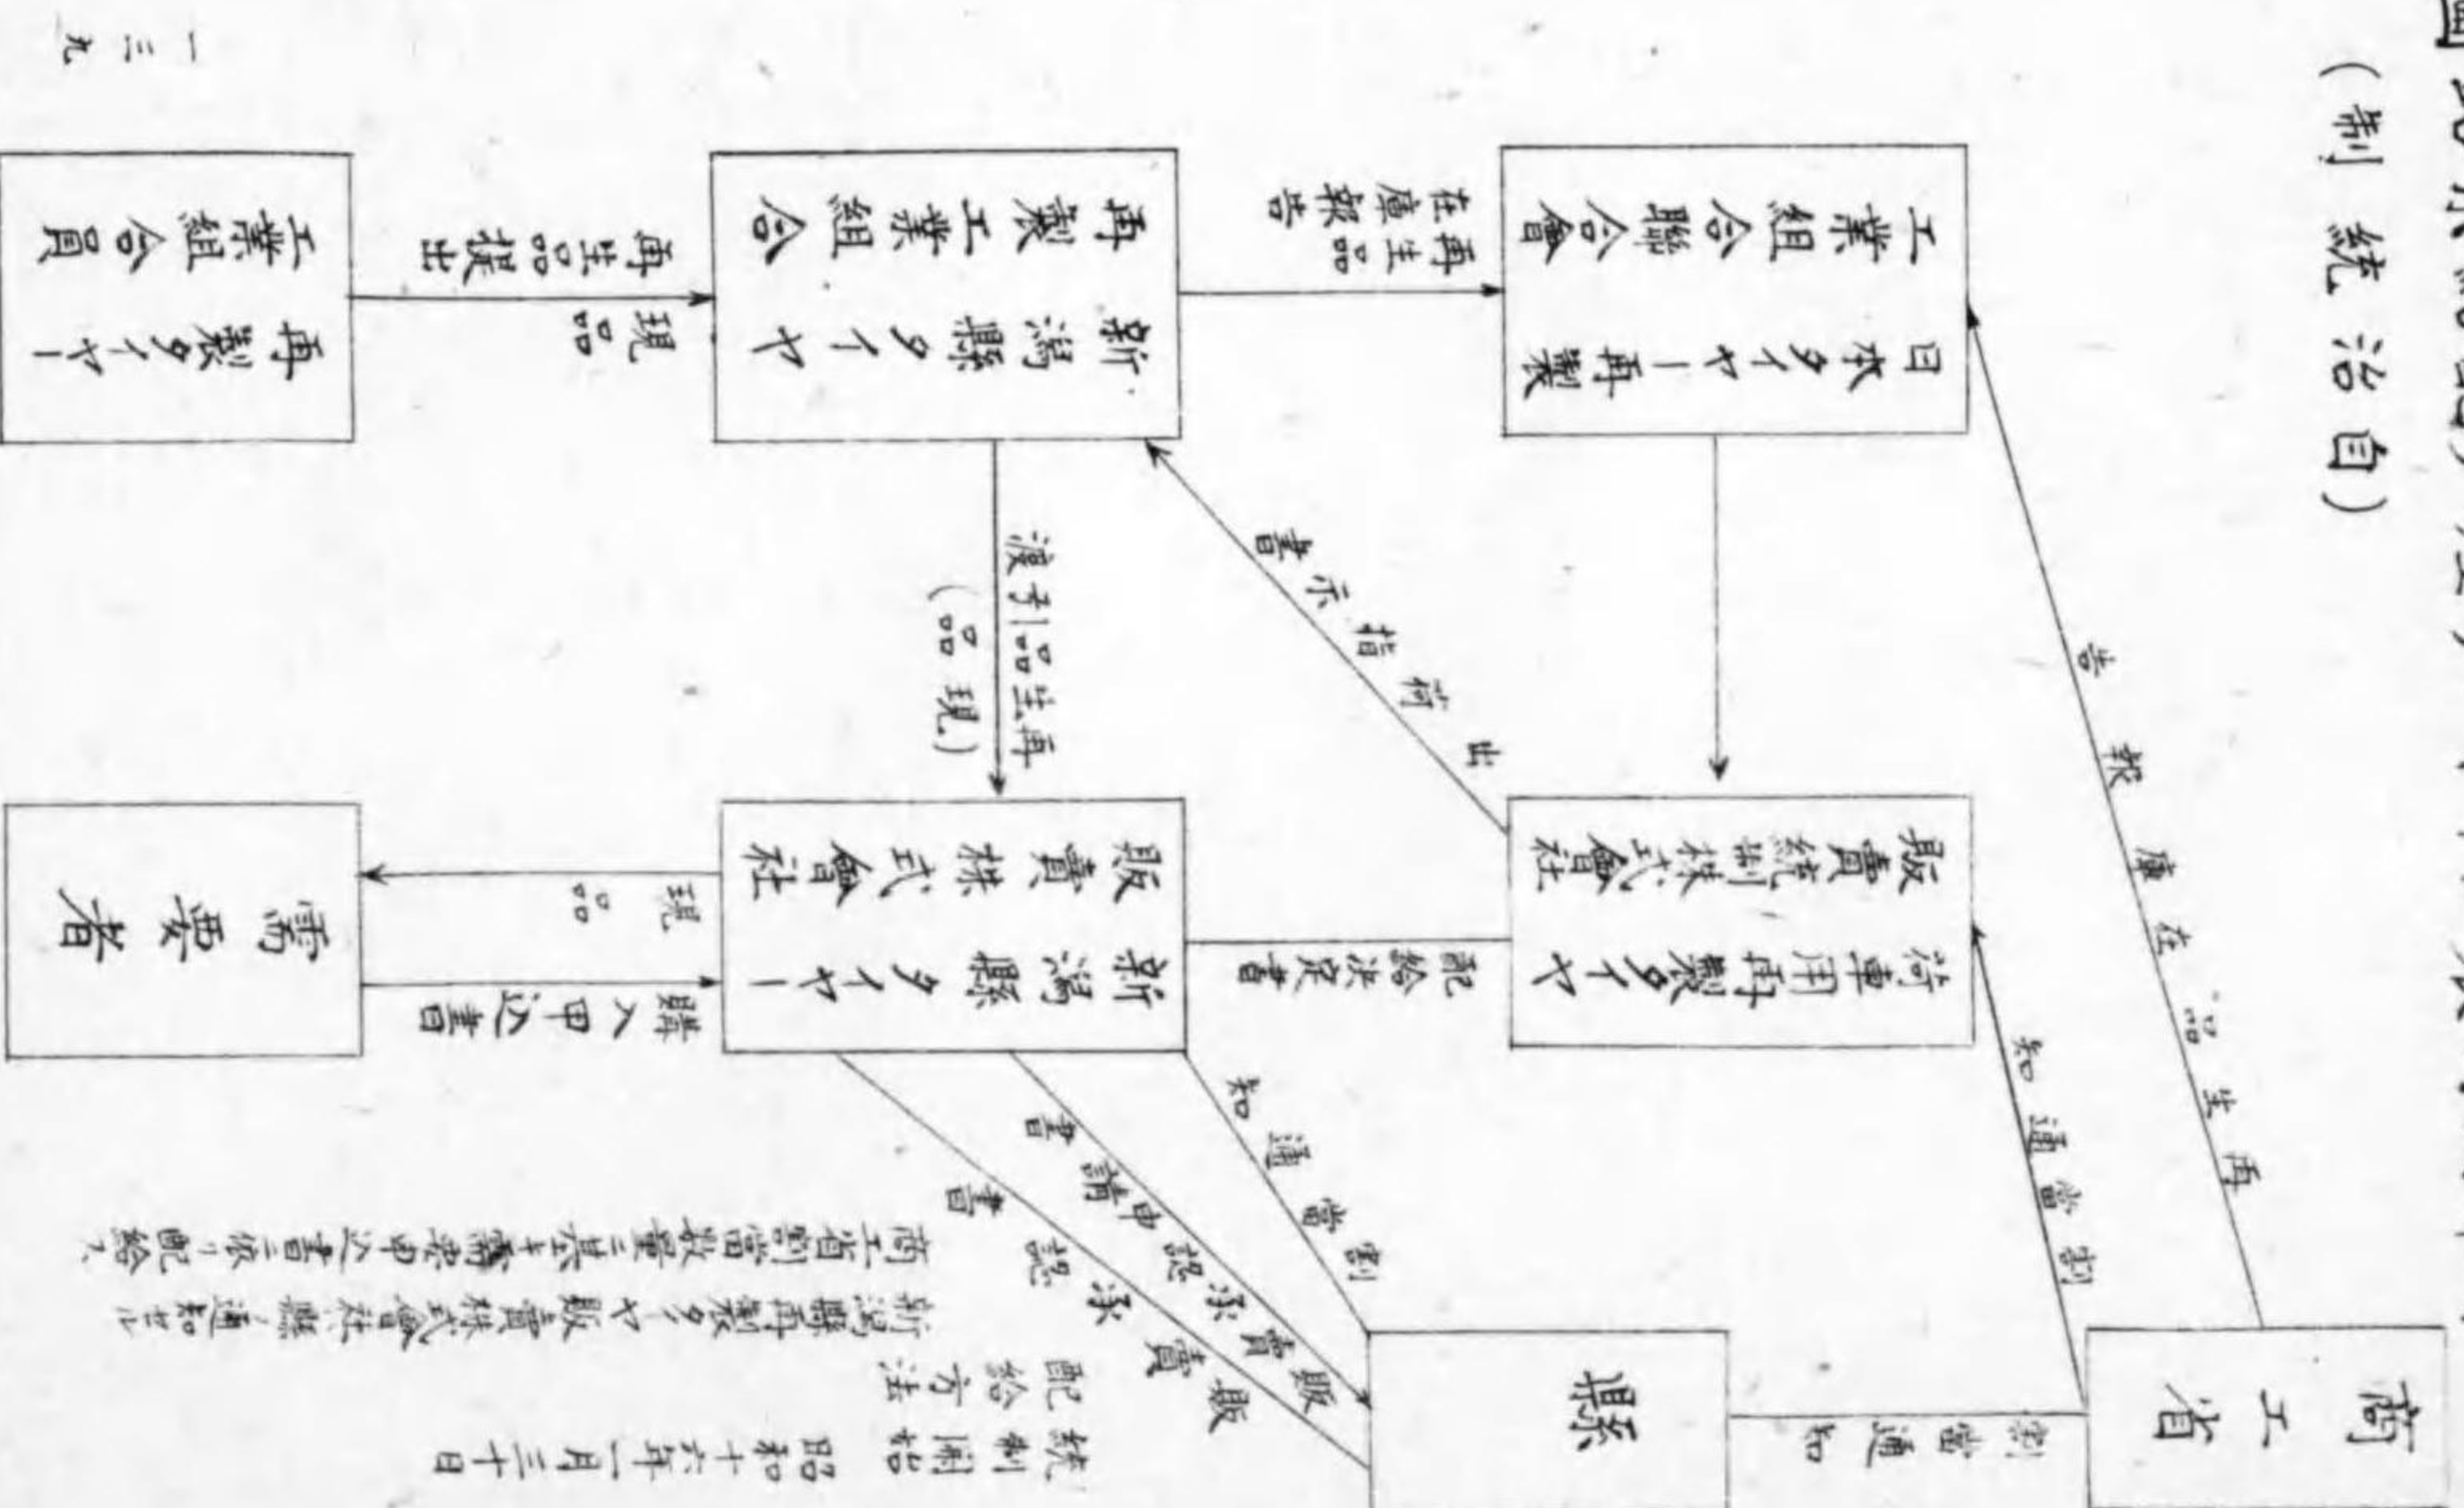 (自治統制)
商工省
再生品在庫報告
割當通知
割當通知
縣
日本タイヤー再製
工業組合聯合會
荷車用再製タイヤ
販賣統制株式會社
再生品
在庫報告
出荷指示書
配給決定書
割當通知
販賣承認申請書
販賣承認書
新潟縣タイヤ
再製工業組合
再生品引手渡
(現品)
新潟縣タイヤー
販賣株式會社
現品
再生品提出
現品
購入申込書
再製タイヤー
工業組合員
需要者
統制開始 昭和十六年一月三十日
配給方法
新潟縣再製タイヤ販賣株式會社縣ノ通知セル
商工省割當數量ニ基キ需要申込書ニ依リ配給ス
一三九